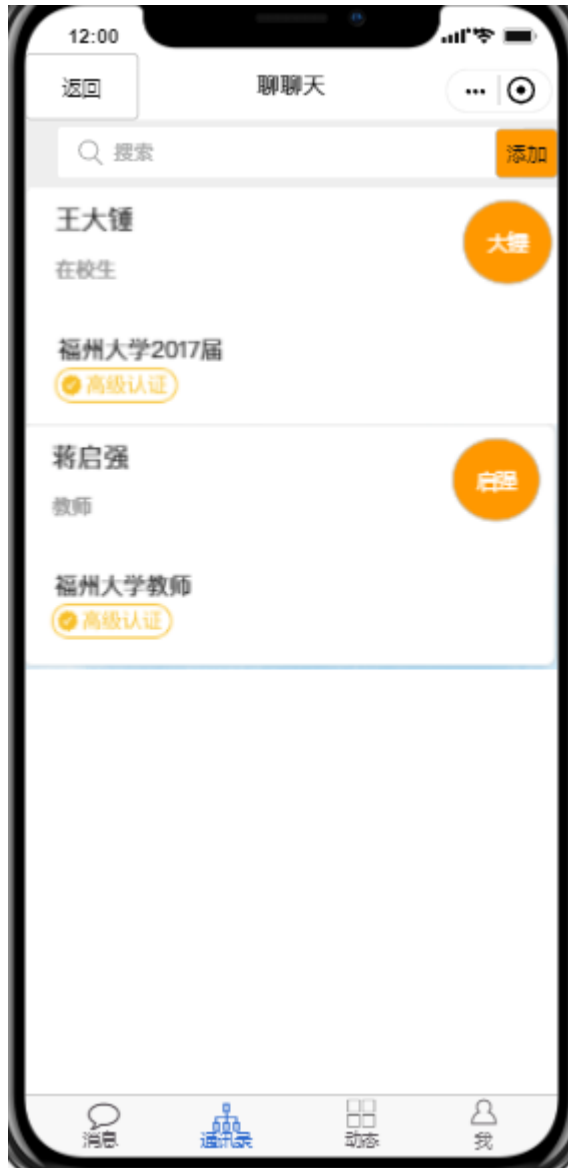 12:00
返回
聊聊天
搜索
添加
王大锤
大锤
在校生
福州大学2017届
高级认证
蒋启强
启强
教师
福州大学教师
高级认证
消息
通讯录
动态
我